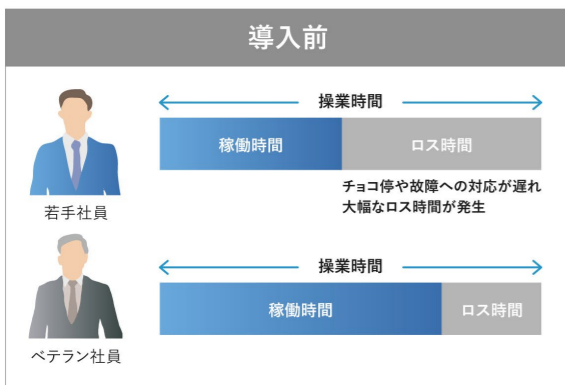 導入前
操業時間
稼働時間 ロス時間
チョコ停や故障への対応が遅れ
大幅なロス時間が発生
若手社員
操業時間
稼働時間 ロス時間
ベテラン社員